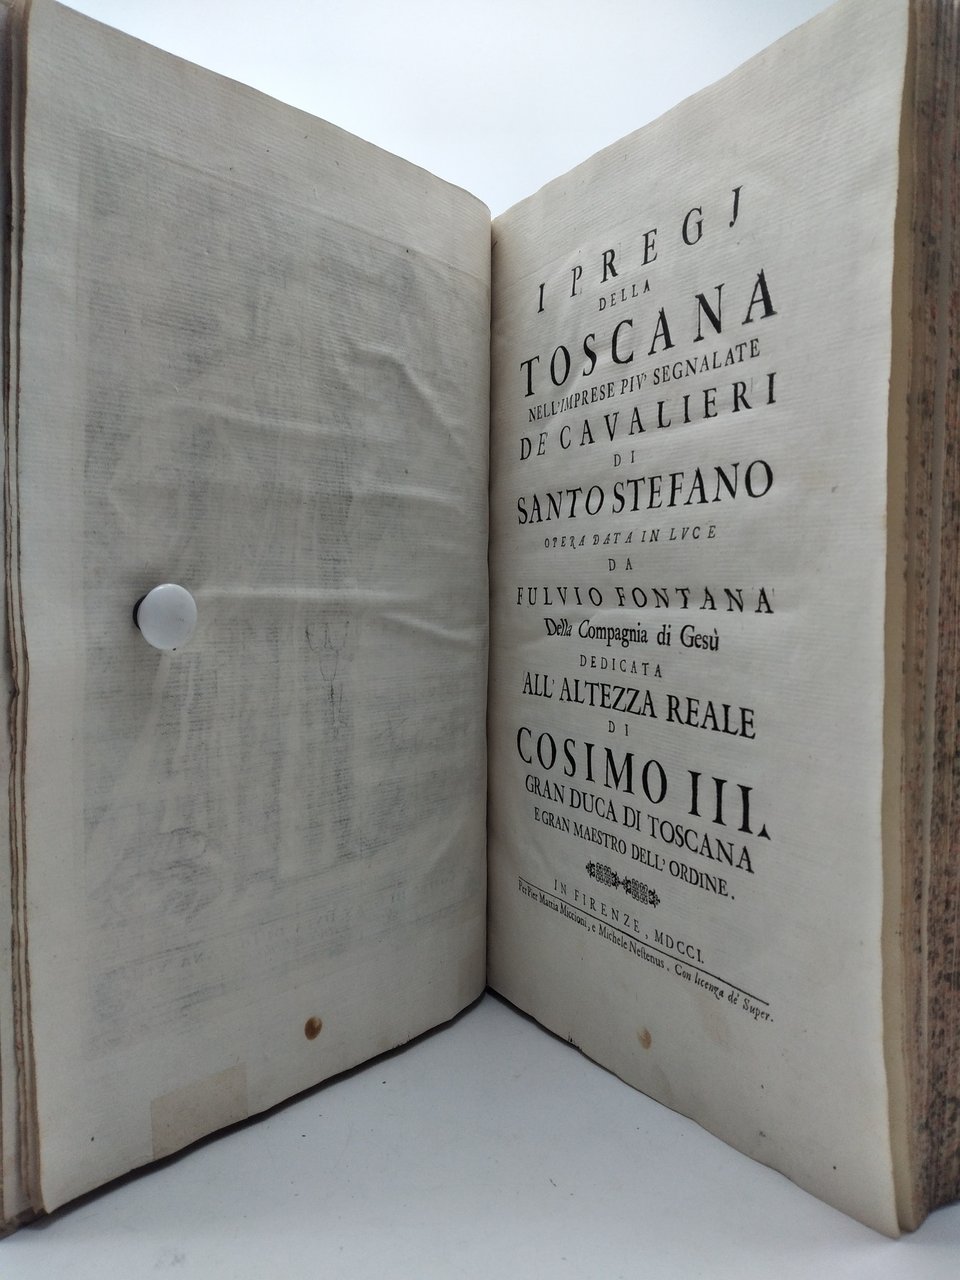 I PREGJ
DELLA
TOSCANA
NELL'IMPRESE PIV' SEGNALATE
DE CAVALIERI
DI
SANTO STEFANO
OPERA DATA IN LVCE
DA
FULVIO FONTANA
Della Compagnia di Gesù
DEDICATA
ALL' ALTEZZA REALE
DI
COSIMO III.
GRAN DUCA DI TOSCANA
E GRAN MAESTRO DELL' ORDINE.
IN FIRENZE, MDCCI.
Per Pier Mattia Miccioni, e Michele Nestenus. Con licenza de' Super.